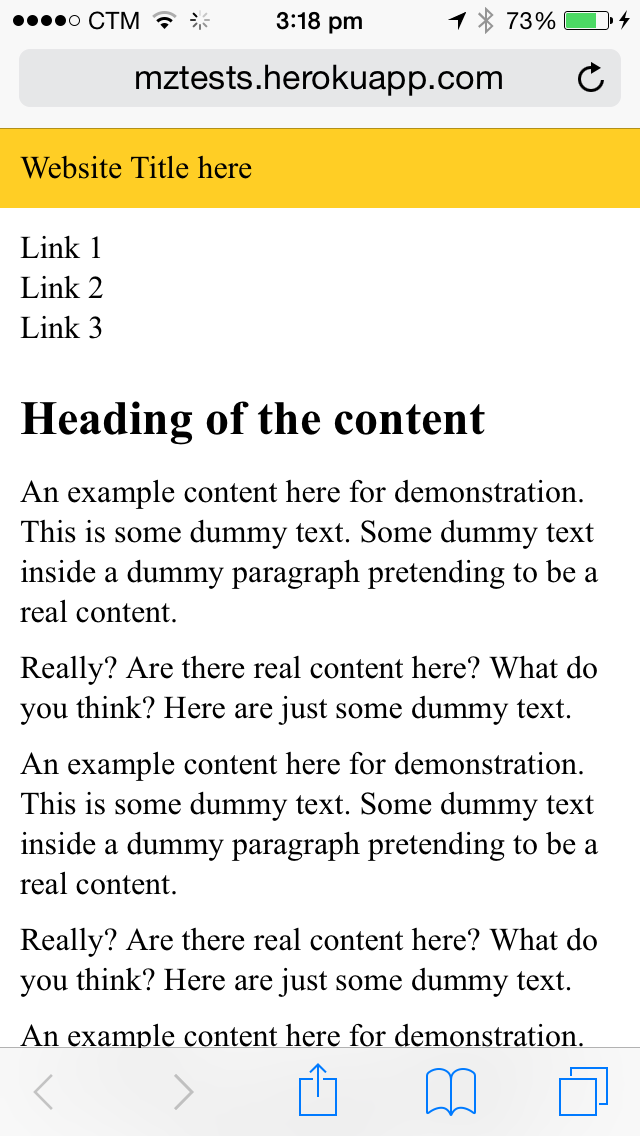 CTM 3:18 pm 73%
mztests.herokuapp.com
Website Title here
Link 1
Link 2
Link 3
Heading of the content
An example content here for demonstration.
This is some dummy text. Some dummy text
inside a dummy paragraph pretending to be a
real content.
Really? Are there real content here? What do
you think? Here are just some dummy text.
An example content here for demonstration.
This is some dummy text. Some dummy text
inside a dummy paragraph pretending to be a
real content.
Really? Are there real content here? What do
you think? Here are just some dummy text.
An example content here for demonstration.